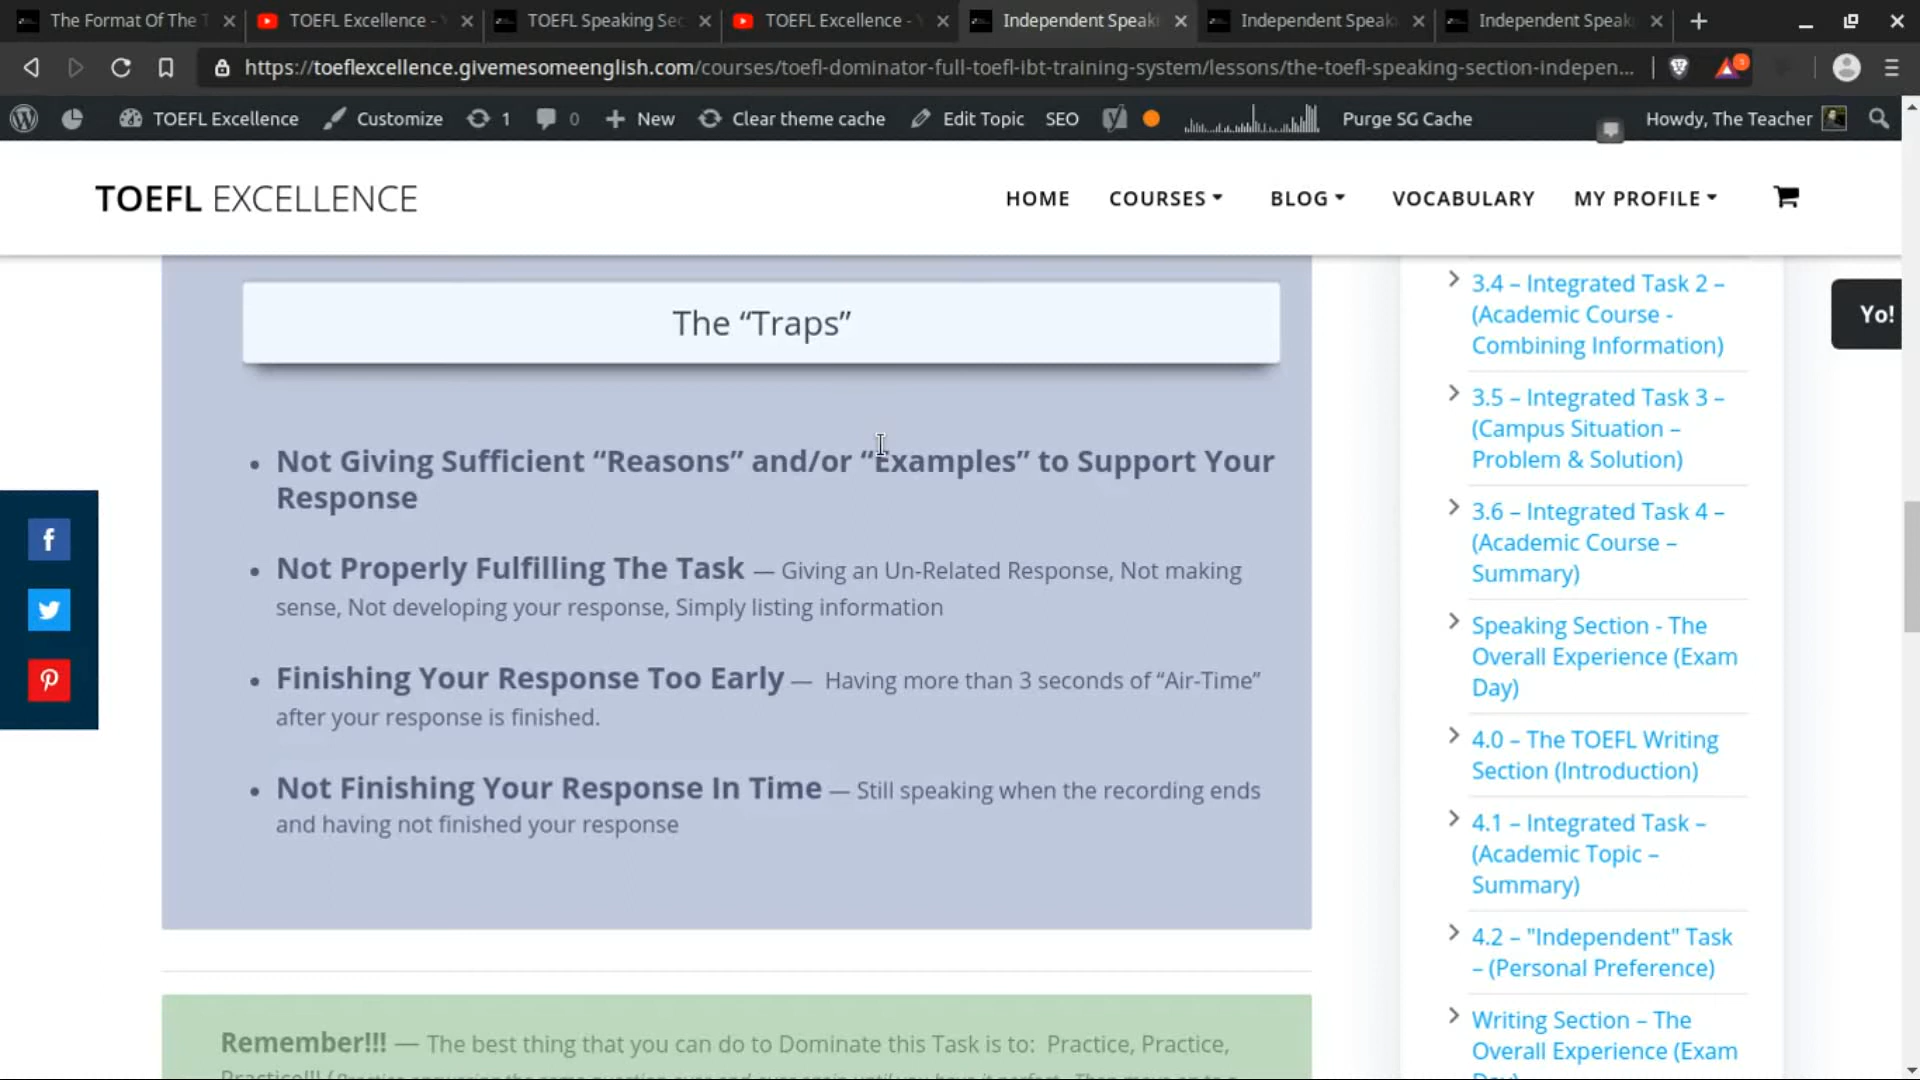 The Format Of The T
TOEFL Excellence - Y
TOEFL Speaking Sec
TOEFL Excellence - Y
Independent Speaki
Independent Speak
Independent Speak
https://toeflexcellence.givemesomeenglish.com/courses/toefl-dominator-full-toefl-ibt-training-system/lessons/the-toefl-speaking-section-indepen...
TOEFL Excellence
Customize
1
0
New
Clear theme cache
Edit Topic
SEO
Purge SG Cache
Howdy, The Teacher
TOEFL EXCELLENCE
HOME
COURSES
BLOG
VOCABULARY
MY PROFILE
The “Traps”
• Not Giving Sufficient “Reasons” and/or “Examples” to Support Your
Response
• Not Properly Fulfilling The Task — Giving an Un-Related Response, Not making
sense, Not developing your response, Simply listing information
• Finishing Your Response Too Early — Having more than 3 seconds of “Air-Time”
after your response is finished.
• Not Finishing Your Response In Time — Still speaking when the recording ends
and having not finished your response
Remember!!! — The best thing that you can do to Dominate this Task is to: Practice, Practice,
3.4 – Integrated Task 2 –
(Academic Course -
Combining Information)
3.5 – Integrated Task 3 –
(Campus Situation –
Problem & Solution)
3.6 – Integrated Task 4 –
(Academic Course –
Summary)
Speaking Section - The
Overall Experience (Exam
Day)
4.0 – The TOEFL Writing
Section (Introduction)
4.1 – Integrated Task –
(Academic Topic –
Summary)
4.2 – "Independent" Task
– (Personal Preference)
Writing Section – The
Overall Experience (Exam
Yo!